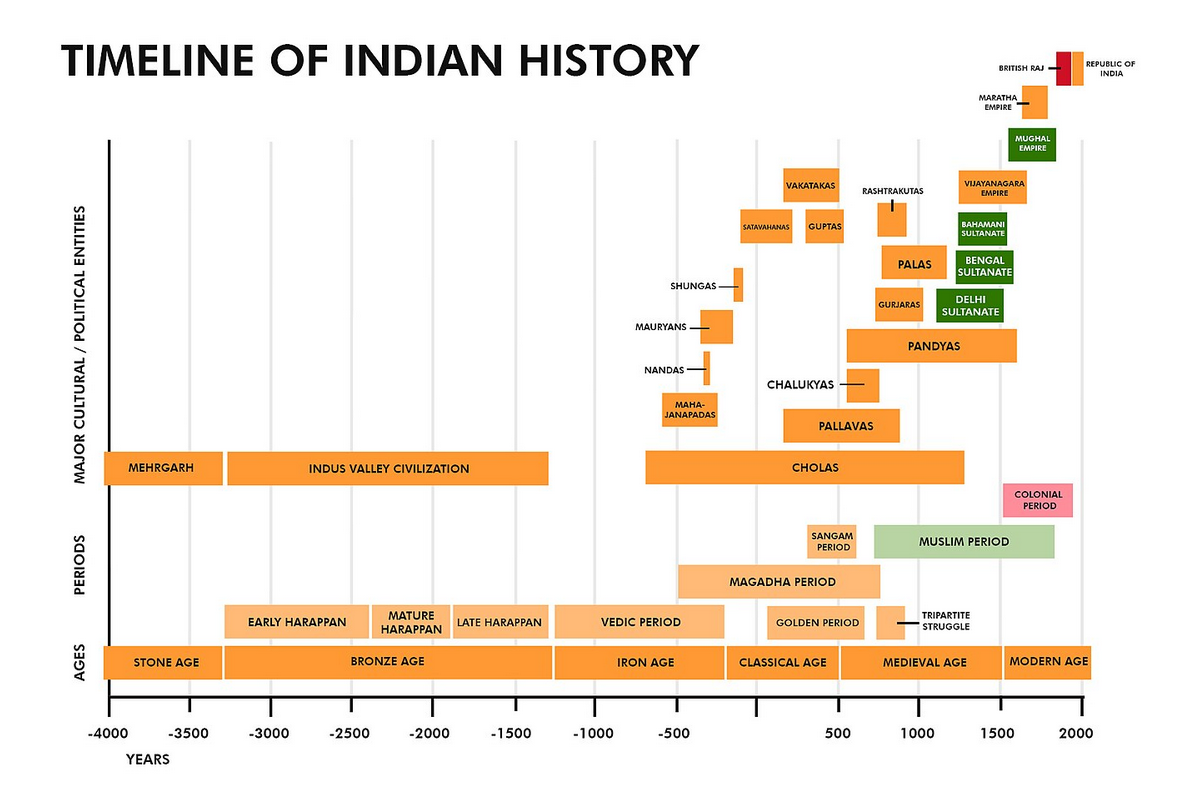 TIMELINE OF INDIAN HISTORY
BRITISH RAJ
REPUBLIC OF
INDIA
MARATHA
EMPIRE
MUGHAL
EMPIRE
VAKATAKAS
RASHTRAKUTAS
VIJAYANAGARA
EMPIRE
SATAVAHANAS
GUPTAS
BAHAMANI
SULTANATE
PALAS
BENGAL
SULTANATE
SHUNGAS
GURJARAS
DELHI
SULTANATE
MAURYANS
PANDYAS
NANDAS
CHALUKYAS
MAHA-
JANAPADAS
PALLAVAS
MAJOR CULTURAL / POLITICAL ENTITIES
MEHRGARH
INDUS VALLEY CIVILIZATION
CHOLAS
COLONIAL
PERIOD
PERIODS
SANGAM
PERIOD
MUSLIM PERIOD
MAGADHA PERIOD
EARLY HARAPPAN
MATURE
HARAPPAN
LATE HARAPPAN
VEDIC PERIOD
GOLDEN PERIOD
TRIPARTITE
STRUGGLE
AGES
STONE AGE
BRONZE AGE
IRON AGE
CLASSICAL AGE
MEDIEVAL AGE
MODERN AGE
-4000 -3500 -3000 -2500 -2000 -1500 -1000 -500 500 1000 1500 2000
YEARS